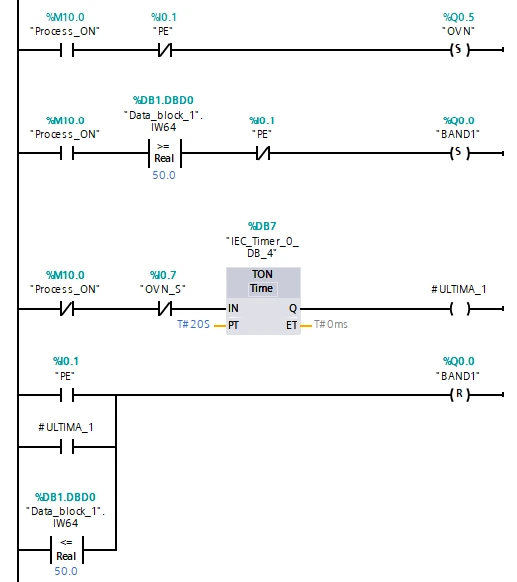 %M10.0 %I0.1 %Q0.5
"Process_ON" "PE" "OVN"
S
%DB1.DBD0
%M10.0 "Data_block_1". %I0.1 %Q0.0
"Process_ON" IW64 "PE" "BAND1"
>= S
Real
50.0
%DB7
"IEC_Timer_0_
DB_4"
%M10.0 %I0.7 TON
"Process_ON" "OVN_S" Time #ULTIMA_1
IN Q
T#20S PT ET T#0ms
%I0.1 %Q0.0
"PE" "BAND1"
R
#ULTIMA_1
%DB1.DBD0
"Data_block_1".
IW64
<=
Real
50.0